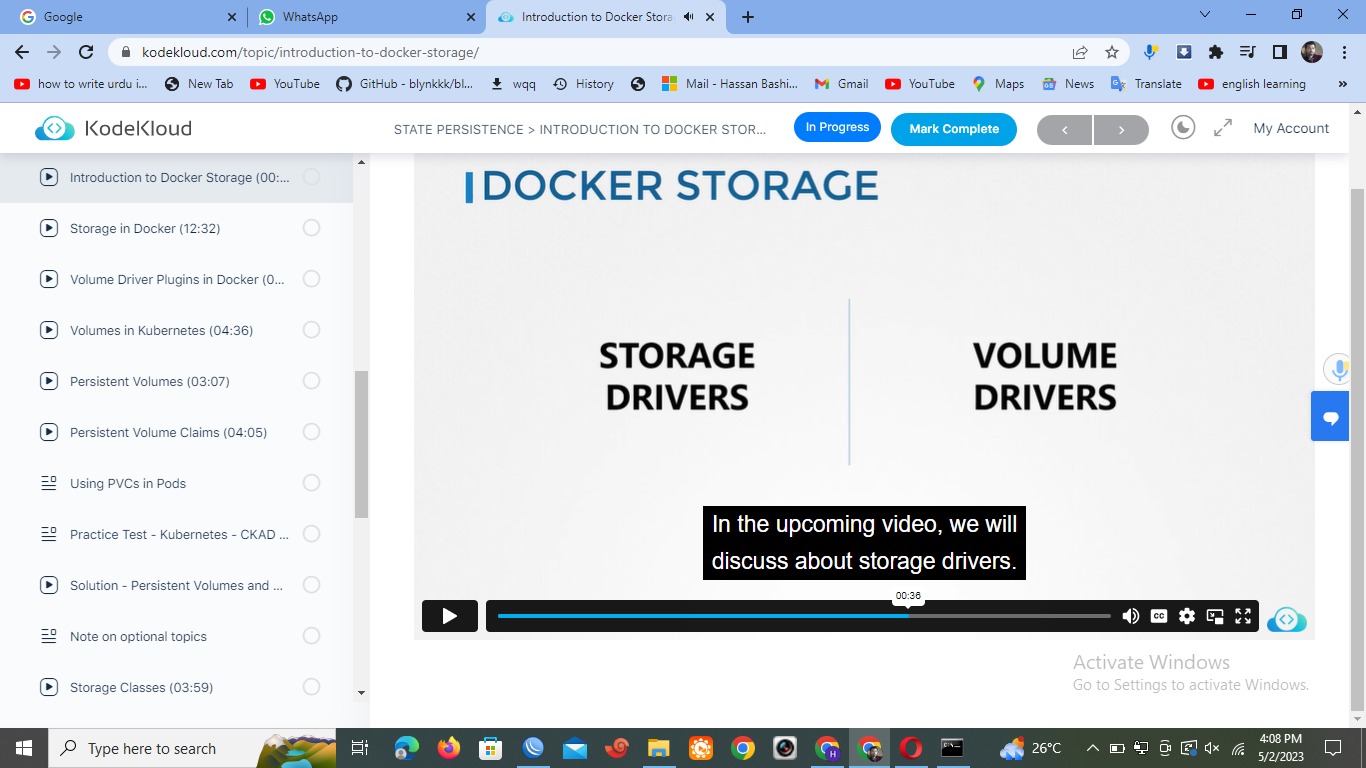 Google
WhatsApp
Introduction to Docker Stora
kodekloud.com/topic/introduction-to-docker-storage/
how to write urdu i...
New Tab
YouTube
GitHub - blynkkk/bl...
wqq
History
Mail - Hassan Bashi...
Gmail
YouTube
Maps
News
Translate
english learning
»
KodeKloud
STATE PERSISTENCE > INTRODUCTION TO DOCKER STOR...
In Progress
Mark Complete
My Account
Introduction to Docker Storage (00:...
Storage in Docker (12:32)
Volume Driver Plugins in Docker (0...
Volumes in Kubernetes (04:36)
Persistent Volumes (03:07)
Persistent Volume Claims (04:05)
Using PVCs in Pods
Practice Test - Kubernetes - CKAD ...
Solution - Persistent Volumes and ...
Note on optional topics
Storage Classes (03:59)
DOCKER STORAGE
STORAGE
DRIVERS
VOLUME
DRIVERS
In the upcoming video, we will
discuss about storage drivers.
00:36
CC
Activate Windows
Go to Settings to activate Windows.
Type here to search
H
26°C
4:08 PM
5/2/2023